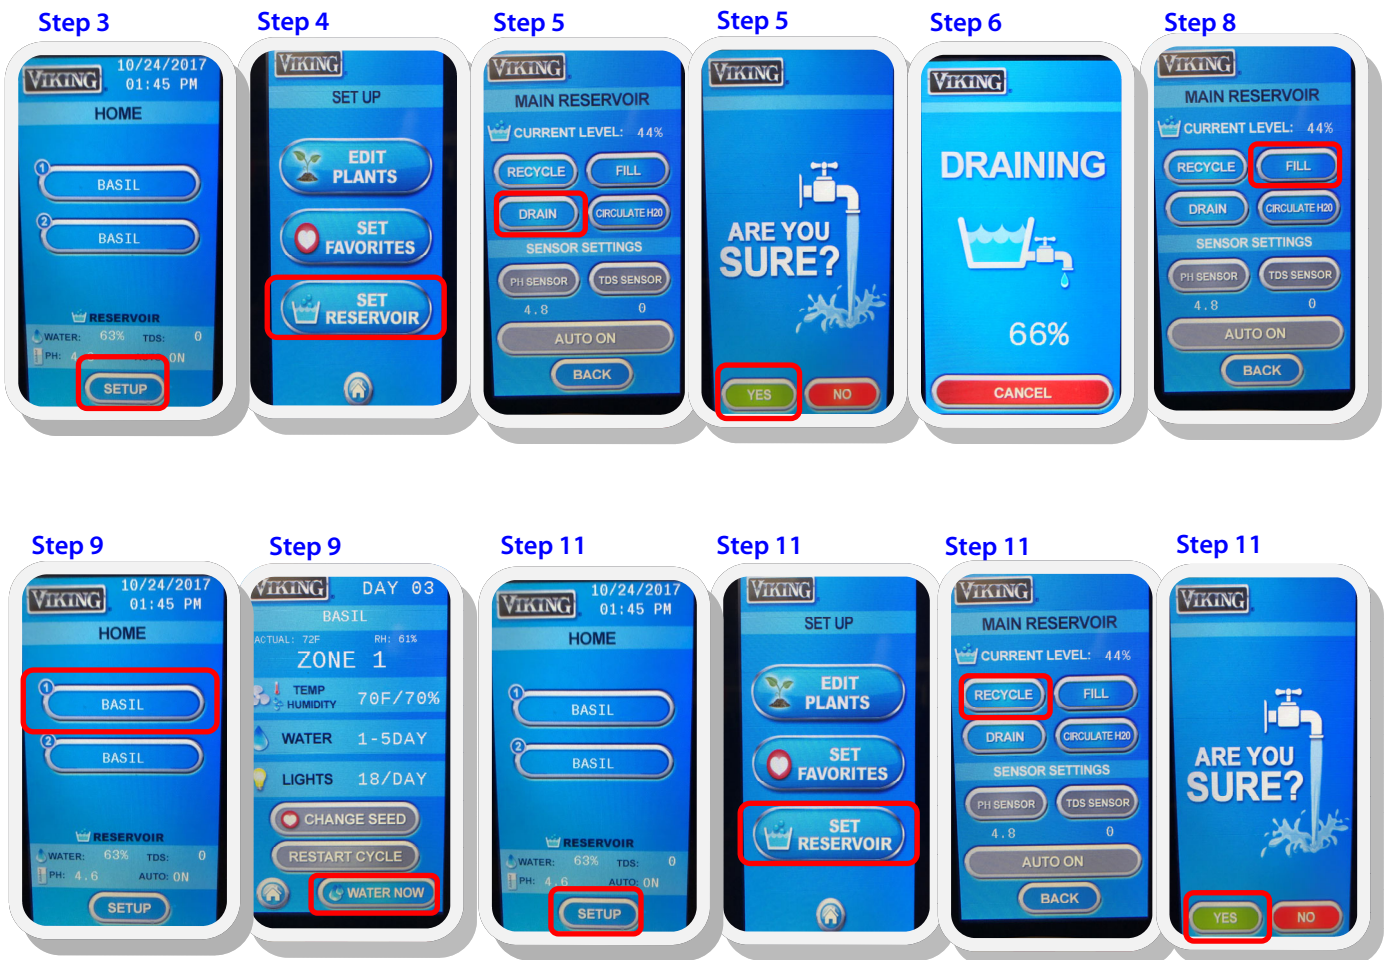 Step 3
VIKING
10/24/2017
01:45 PM
HOME
1
BASIL
2
BASIL
RESERVOIR
WATER: 63% TDS: 0
PH: 4. ON
SETUP
Step 4
VIKING
SET UP
EDIT
PLANTS
SET
FAVORITES
SET
RESERVOIR
Step 5
VIKING
MAIN RESERVOIR
CURRENT LEVEL: 44%
RECYCLE FILL
DRAIN CIRCULATE H20
SENSOR SETTINGS
PH SENSOR TDS SENSOR
4.8 0
AUTO ON
BACK
Step 5
VIKING
ARE YOU
SURE?
YES NO
Step 6
VIKING
DRAINING
66%
CANCEL
Step 8
VIKING
MAIN RESERVOIR
CURRENT LEVEL: 44%
RECYCLE FILL
DRAIN CIRCULATE H20
SENSOR SETTINGS
PH SENSOR TDS SENSOR
4.8 0
AUTO ON
BACK
Step 9
VIKING
10/24/2017
01:45 PM
HOME
1
BASIL
2
BASIL
RESERVOIR
WATER: 63% TDS: 0
PH: 4.6 AUTO: ON
SETUP
Step 9
VIKING DAY 03
BASIL
ACTUAL: 72F RH: 61%
ZONE 1
TEMP
HUMIDITY 70F/70%
WATER 1-5DAY
LIGHTS 18/DAY
CHANGE SEED
RESTART CYCLE
WATER NOW
Step 11
VIKING
10/24/2017
01:45 PM
HOME
1
BASIL
2
BASIL
RESERVOIR
WATER: 63% TDS: 0
PH: 4.6 AUTO: ON
SETUP
Step 11
VIKING
SET UP
EDIT
PLANTS
SET
FAVORITES
SET
RESERVOIR
Step 11
VIKING
MAIN RESERVOIR
CURRENT LEVEL: 44%
RECYCLE FILL
DRAIN CIRCULATE H20
SENSOR SETTINGS
PH SENSOR TDS SENSOR
4.8 0
AUTO ON
BACK
Step 11
VIKING
ARE YOU
SURE?
YES NO